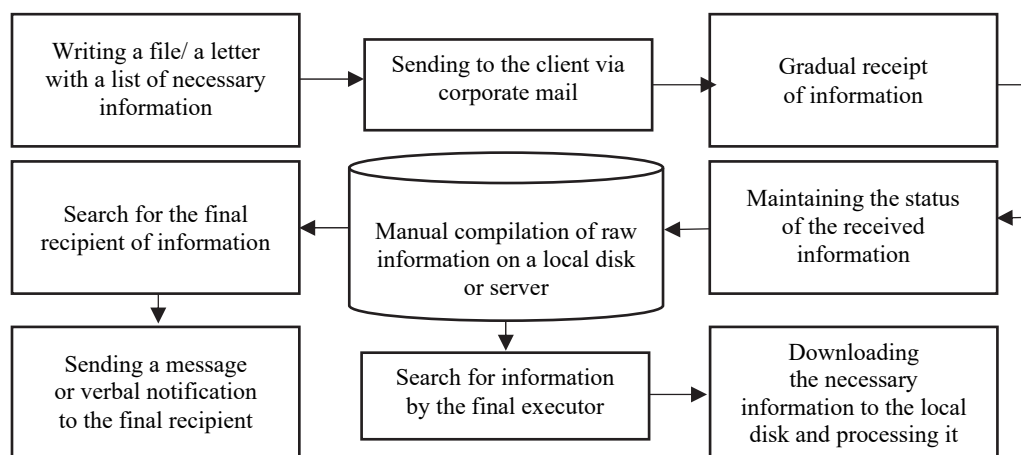 Writing a file/ a letter
with a list of necessary
information
Sending to the client via
corporate mail
Gradual receipt
of information
Maintaining the status
of the received
information
Manual compilation of raw
information on a local disk
or server
Search for the final
recipient of information
Sending a message
or verbal notification
to the final recipient
Search for information
by the final executor
Downloading
the necessary
information to the local
disk and processing it